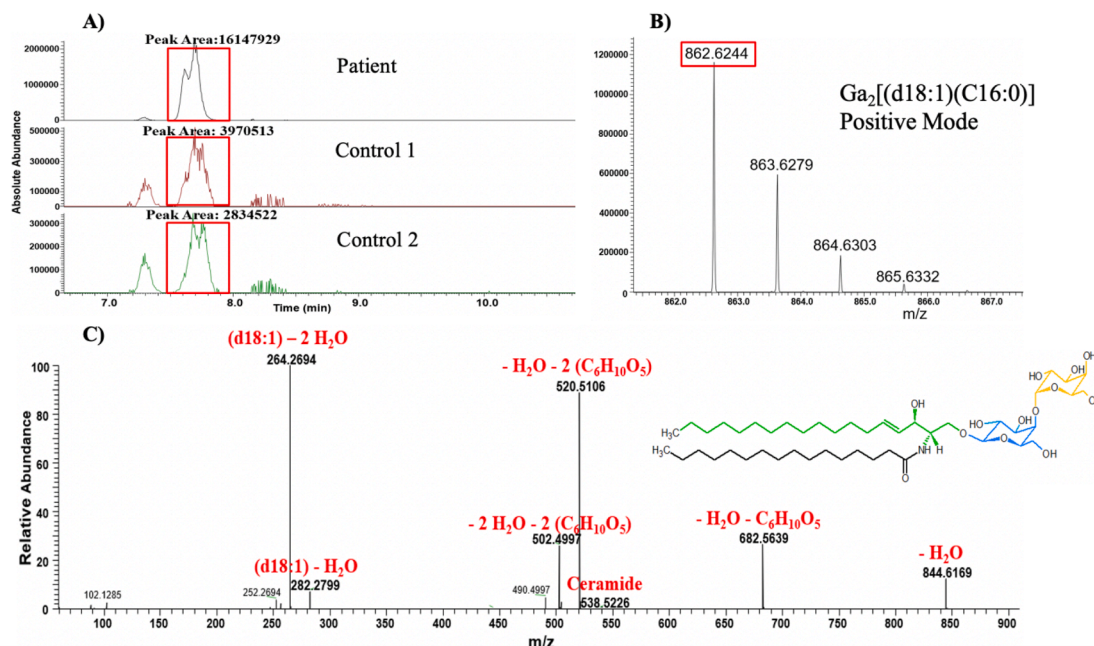 A)
Peak Area:16147929
2000000
Patient
1000000
0
Absolute Abundance
500000
Peak Area: 3970513
400000
Control 1
300000
200000
100000
0
Peak Area: 2834522
300000
Control 2
200000
100000
0
7.0 8.0 9.0 10.0
Time (min)
B)
1200000
862.6244
1000000
Ga₂[(d18:1)(C16:0)]
Positive Mode
800000
863.6279
600000
400000
864.6303
200000
865.6332
0
862.0 863.0 864.0 865.0 866.0 867.0
m/z
C)
(d18:1) – 2 H₂O
264.2694
- H₂O - 2 (C₆H₁₀O₅)
520.5106
- 2 H₂O - 2 (C₆H₁₀O₅)
502.4997
- H₂O - C₆H₁₀O₅
682.5639
(d18:1) - H₂O
282.2799
Ceramide
538.5226
- H₂O
844.6169
102.1285
252.2694
490.4997
Relative Abundance
100
80
60
40
20
0
100 150 200 250 300 350 400 450 500 550 600 650 700 750 800 850 900
m/z
OH
HO
OH
O
O
OH
H₃C
O
HO
HO
O
OH
H₃C
NH
H
O